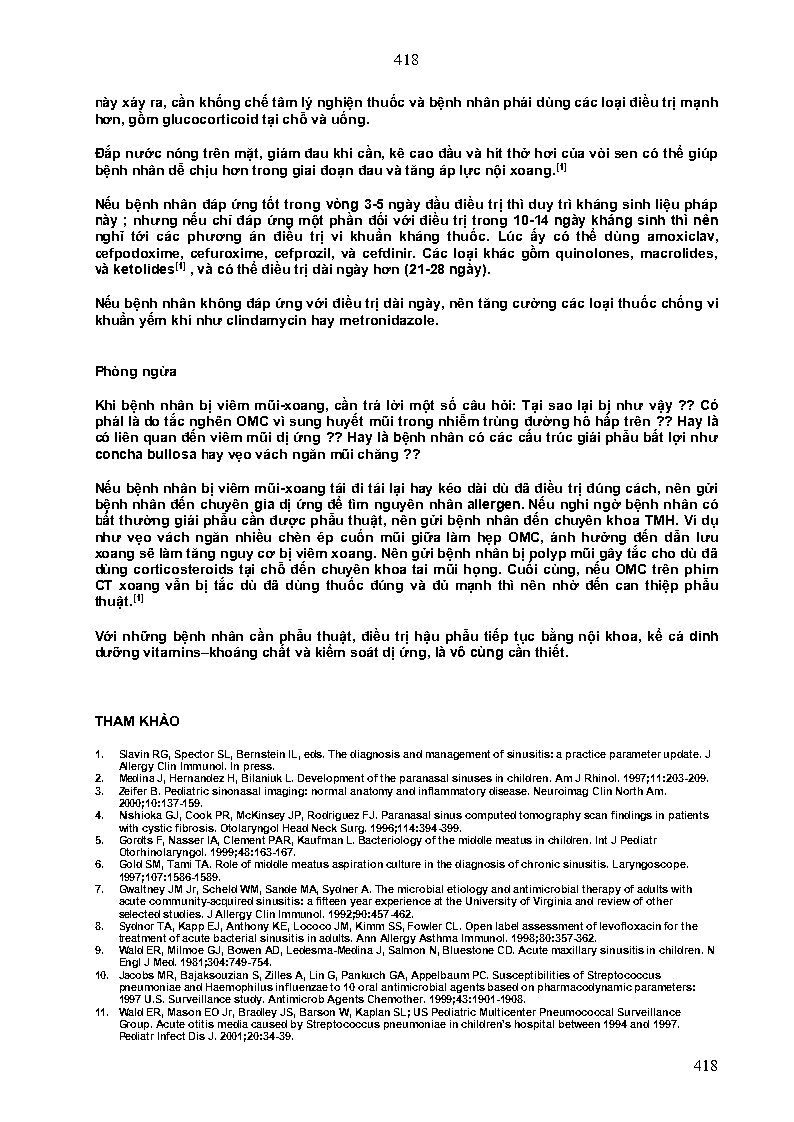 418
này xảy ra, cần khống chế tâm lý nghiện thuốc và bệnh nhân phải dùng các loại điều trị mạnh
hơn, gồm glucocorticoid tại chỗ và uống.
Đắp nước nóng trên mặt, giảm đau khi cần, kê cao đầu và hít thở hơi của vòi sen có thể giúp
bệnh nhân dễ chịu hơn trong giai đoạn đau và tăng áp lực nội xoang.[1]
Nếu bệnh nhân đáp ứng tốt trong vòng 3-5 ngày đầu điều trị thì duy trì kháng sinh liệu pháp
này ; nhưng nếu chỉ đáp ứng một phần đối với điều trị trong 10-14 ngày kháng sinh thì nên
nghĩ tới các phương án điều trị vi khuẩn kháng thuốc. Lúc ấy có thể dùng amoxiclav,
cefpodoxime, cefuroxime, cefprozil, và cefdinir. Các loại khác gồm quinolones, macrolides,
và ketolides[1] , và có thể điều trị dài ngày hơn (21-28 ngày).
Nếu bệnh nhân không đáp ứng với điều trị dài ngày, nên tăng cường các loại thuốc chống vi
khuẩn yếm khí như clindamycin hay metronidazole.
Phòng ngừa
Khi bệnh nhân bị viêm mũi-xoang, cần trả lời một số câu hỏi: Tại sao lại bị như vậy ?? Có
phảI là do tắc nghẽn OMC vì sung huyết mũi trong nhiễm trùng đường hô hấp trên ?? Hay là
có liên quan đến viêm mũi dị ứng ?? Hay là bệnh nhân có các cấu trúc giải phẫu bất lợi như
concha bullosa hay vẹo vách ngăn mũi chăng ??
Nếu bệnh nhân bị viêm mũi-xoang tái đi tái lại hay kéo dài dù đã điều trị đúng cách, nên gửi
bệnh nhân đến chuyên gia dị ứng để tìm nguyên nhân allergen. Nếu nghi ngờ bệnh nhân có
bất thường giải phẫu cần được phẫu thuật, nên gửi bệnh nhân đến chuyên khoa TMH. Ví dụ
như vẹo vách ngăn nhiều chèn ép cuốn mũi giữa làm hẹp OMC, ảnh hưởng đến dẫn lưu
xoang sẽ làm tăng nguy cơ bị viêm xoang. Nên gửi bệnh nhân bị polyp mũi gây tắc cho dù đã
dùng corticosteroids tại chỗ đến chuyên khoa tai mũi họng. Cuối cùng, nếu OMC trên phim
CT xoang vẫn bị tắc dù đã dùng thuốc đúng và đủ mạnh thì nên nhờ đến can thiệp phẫu
thuật.[1]
Với những bệnh nhân cần phẫu thuật, điều trị hậu phẫu tiếp tục bằng nội khoa, kể cả dinh
dưỡng vitamins–khoáng chất và kiểm soát dị ứng, là vô cùng cần thiết.
THAM KHẢO
1. Slavin RG, Spector SL, Bernstein IL, eds. The diagnosis and management of sinusitis: a practice parameter update. J
Allergy Clin Immunol. In press.
2. Medina J, Hernandez H, Bilaniuk L. Development of the paranasal sinuses in children. Am J Rhinol. 1997;11:203-209.
3. Zeifer B. Pediatric sinonasal imaging: normal anatomy and inflammatory disease. Neuroimag Clin North Am.
2000;10:137-159.
4. Nishioka GJ, Cook PR, McKinsey JP, Rodriguez FJ. Paranasal sinus computed tomography scan findings in patients
with cystic fibrosis. Otolaryngol Head Neck Surg. 1996;114:394-399.
5. Gordts F, Nasser IA, Clement PAR, Kaufman L. Bacteriology of the middle meatus in children. Int J Pediatr
Otorhinolaryngol. 1999;48:163-167.
6. Gold SM, Tami TA. Role of middle meatus aspiration culture in the diagnosis of chronic sinusitis. Laryngoscope.
1997;107:1586-1589.
7. Gwaltney JM Jr, Scheld WM, Sande MA, Sydner A. The microbial etiology and antimicrobial therapy of adults with
acute community-acquired sinusitis: a fifteen year experience at the University of Virginia and review of other
selected studies. J Allergy Clin Immunol. 1992;90:457-462.
8. Sydnor TA, Kapp EJ, Anthony KE, Lococo JM, Kimm SS, Fowler CL. Open label assessment of levofloxacin for the
treatment of acute bacterial sinusitis in adults. Ann Allergy Asthma Immunol. 1998;80:357-362.
9. Wald ER, Milmoe GJ, Bowen AD, Ledesma-Medina J, Salmon N, Bluestone CD. Acute maxillary sinusitis in children. N
Engl J Med. 1981;304:749-754.
10. Jacobs MR, Bajaksouzian S, Zilles A, Lin G, Pankuch GA, Appelbaum PC. Susceptibilities of Streptococcus
pneumoniae and Haemophilus influenzae to 10 oral antimicrobial agents based on pharmacodynamic parameters:
1997 U.S. Surveillance study. Antimicrob Agents Chemother. 1999;43:1901-1908.
11. Wald ER, Mason EO Jr, Bradley JS, Barson W, Kaplan SL; US Pediatric Multicenter Pneumococcal Surveillance
Group. Acute otitis media caused by Streptococcus pneumoniae in children's hospital between 1994 and 1997.
Pediatr Infect Dis J. 2001;20:34-39.
418